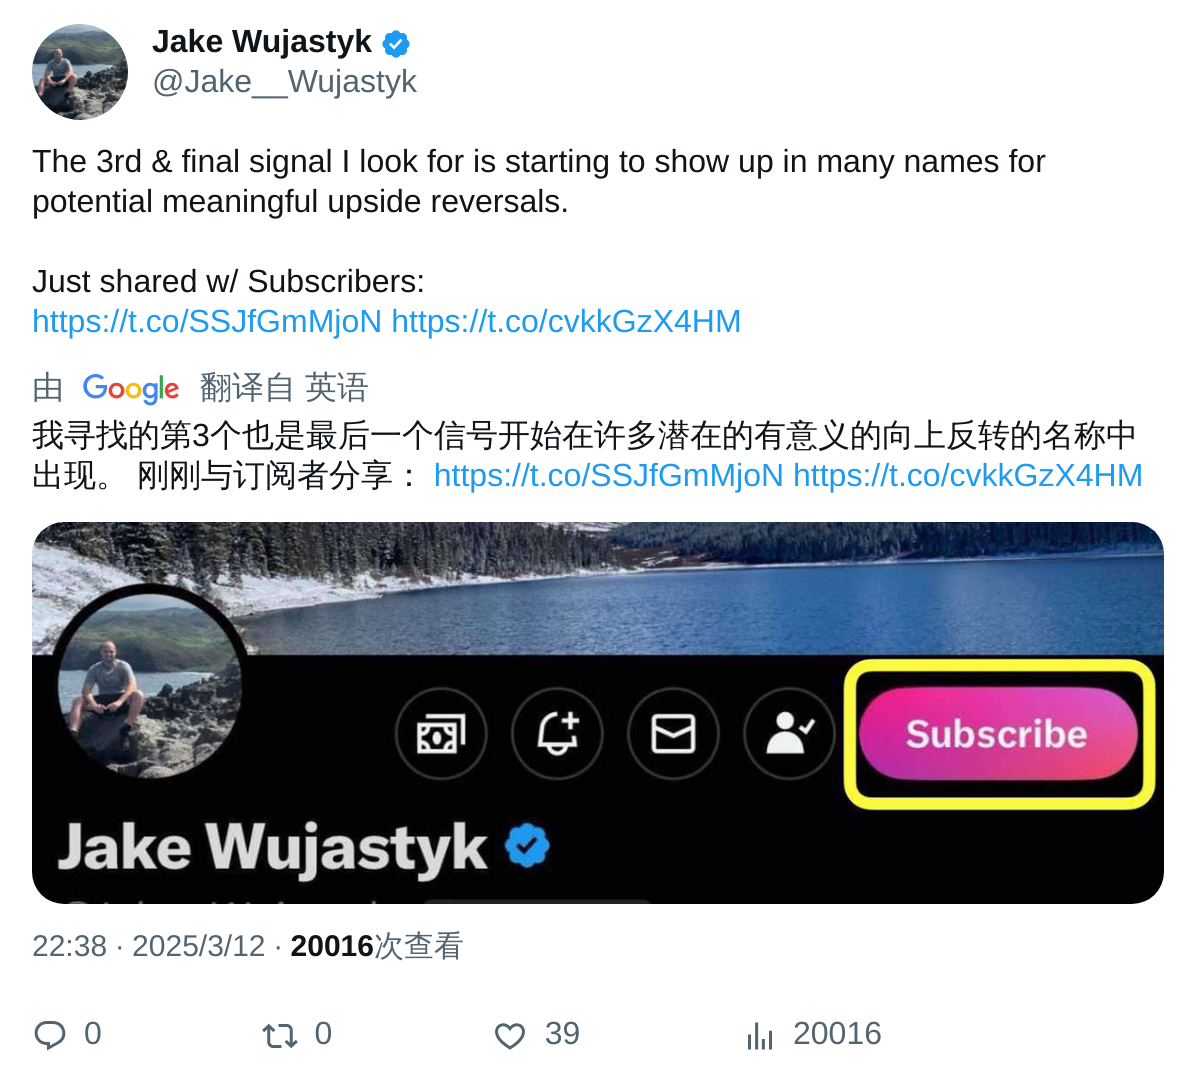 Jake Wujastyk
@Jake__Wujastyk
The 3rd & final signal I look for is starting to show up in many names for
potential meaningful upside reversals.
Just shared w/ Subscribers:
https://t.co/SSJfGmMjoN https://t.co/cvkkGzX4HM
由 Google 翻译自 英语
我寻找的第3个也是最后一个信号开始在许多潜在的有意义的向上反转的名称中
出现。 刚刚与订阅者分享： https://t.co/SSJfGmMjoN https://t.co/cvkkGzX4HM
Subscribe
Jake Wujastyk
22:38 · 2025/3/12 · 20016次查看
0 0 39 20016